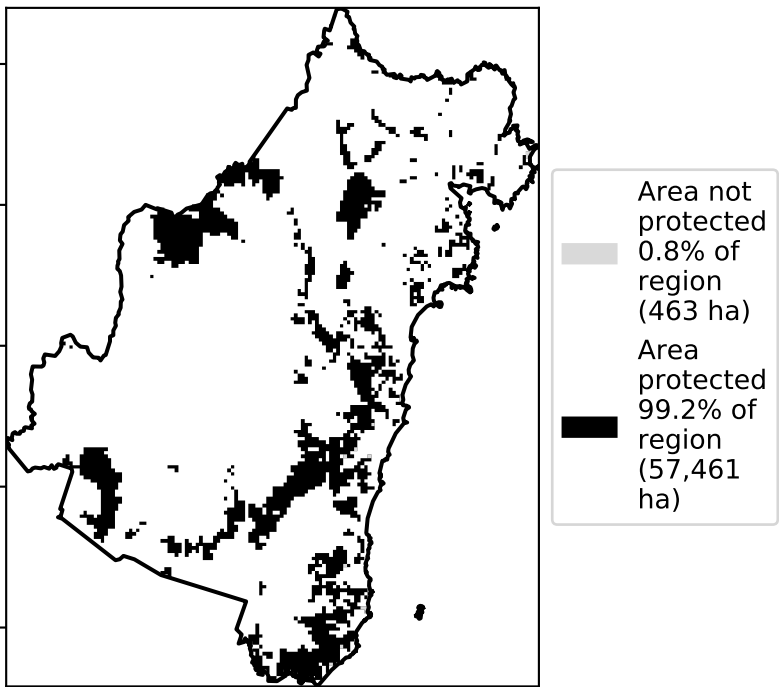 Area not
protected
0.8% of
region
(463 ha)
Area
protected
99.2% of
region
(57,461
ha)